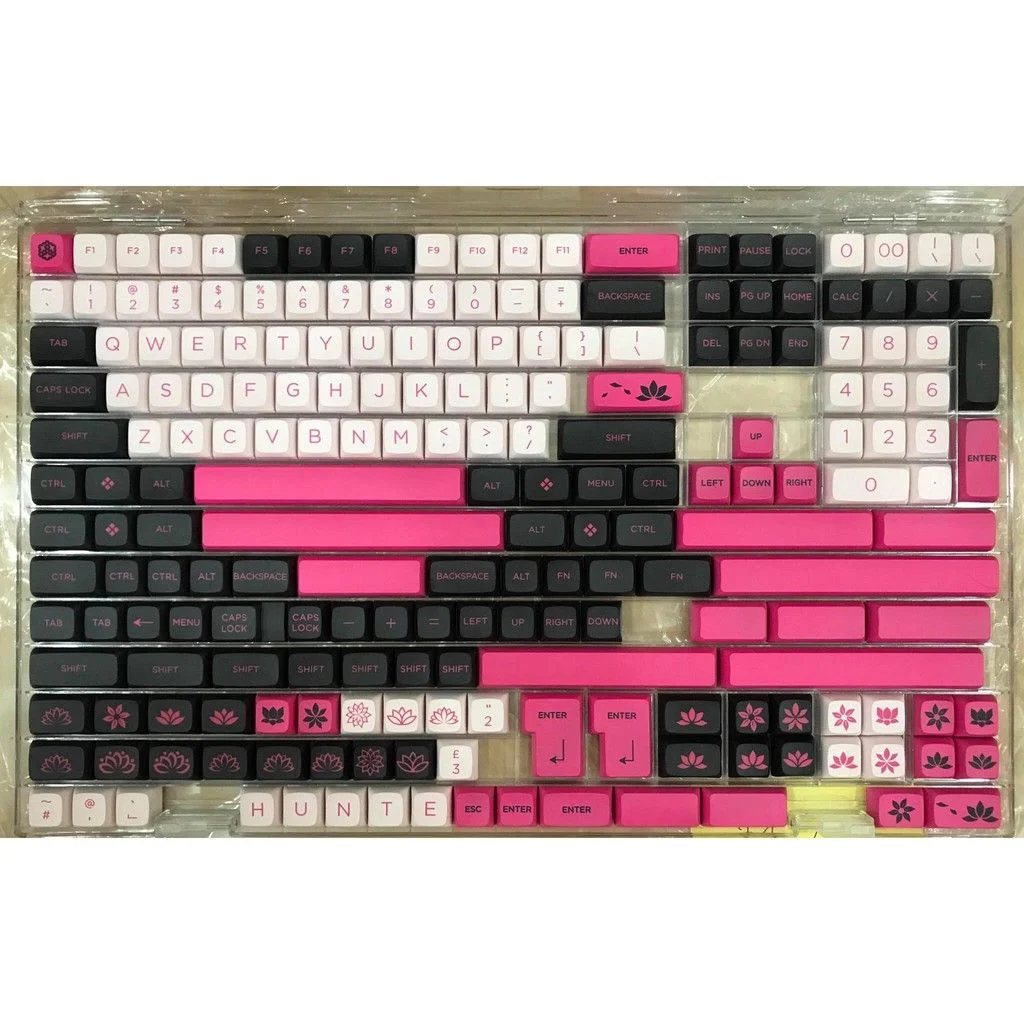 F1 F2 F3 F4 F5 F6 F7 F8 F9 F10 F12 F11 ENTER PRINT PAUSE LOCK 0 00 | \ | \
~ ` ! 1 @ 2 # 3 $ 4 % 5 ^ 6 & 7 * 8 ( 9 ) 0 — - = + BACKSPACE INS PG UP HOME CALC / X −
TAB Q W E R T Y U I O P { [ } ] | \ DEL PG DN END 7 8 9 +
CAPS LOCK A S D F G H J K L : ; " ' 4 5 6
SHIFT Z X C V B N M < , > . ? / SHIFT UP 1 2 3 ENTER
CTRL ALT ALT MENU CTRL LEFT DOWN RIGHT 0 .
CTRL ALT ALT CTRL
CTRL CTRL CTRL ALT BACKSPACE BACKSPACE ALT FN FN FN
TAB TAB ← MENU CAPS LOCK CAPS LOCK − + = LEFT UP RIGHT DOWN
SHIFT SHIFT SHIFT SHIFT SHIFT SHIFT SHIFT
" 2 ENTER ENTER
£ 3
~ # @ ' H U N T E ESC ENTER ENTER